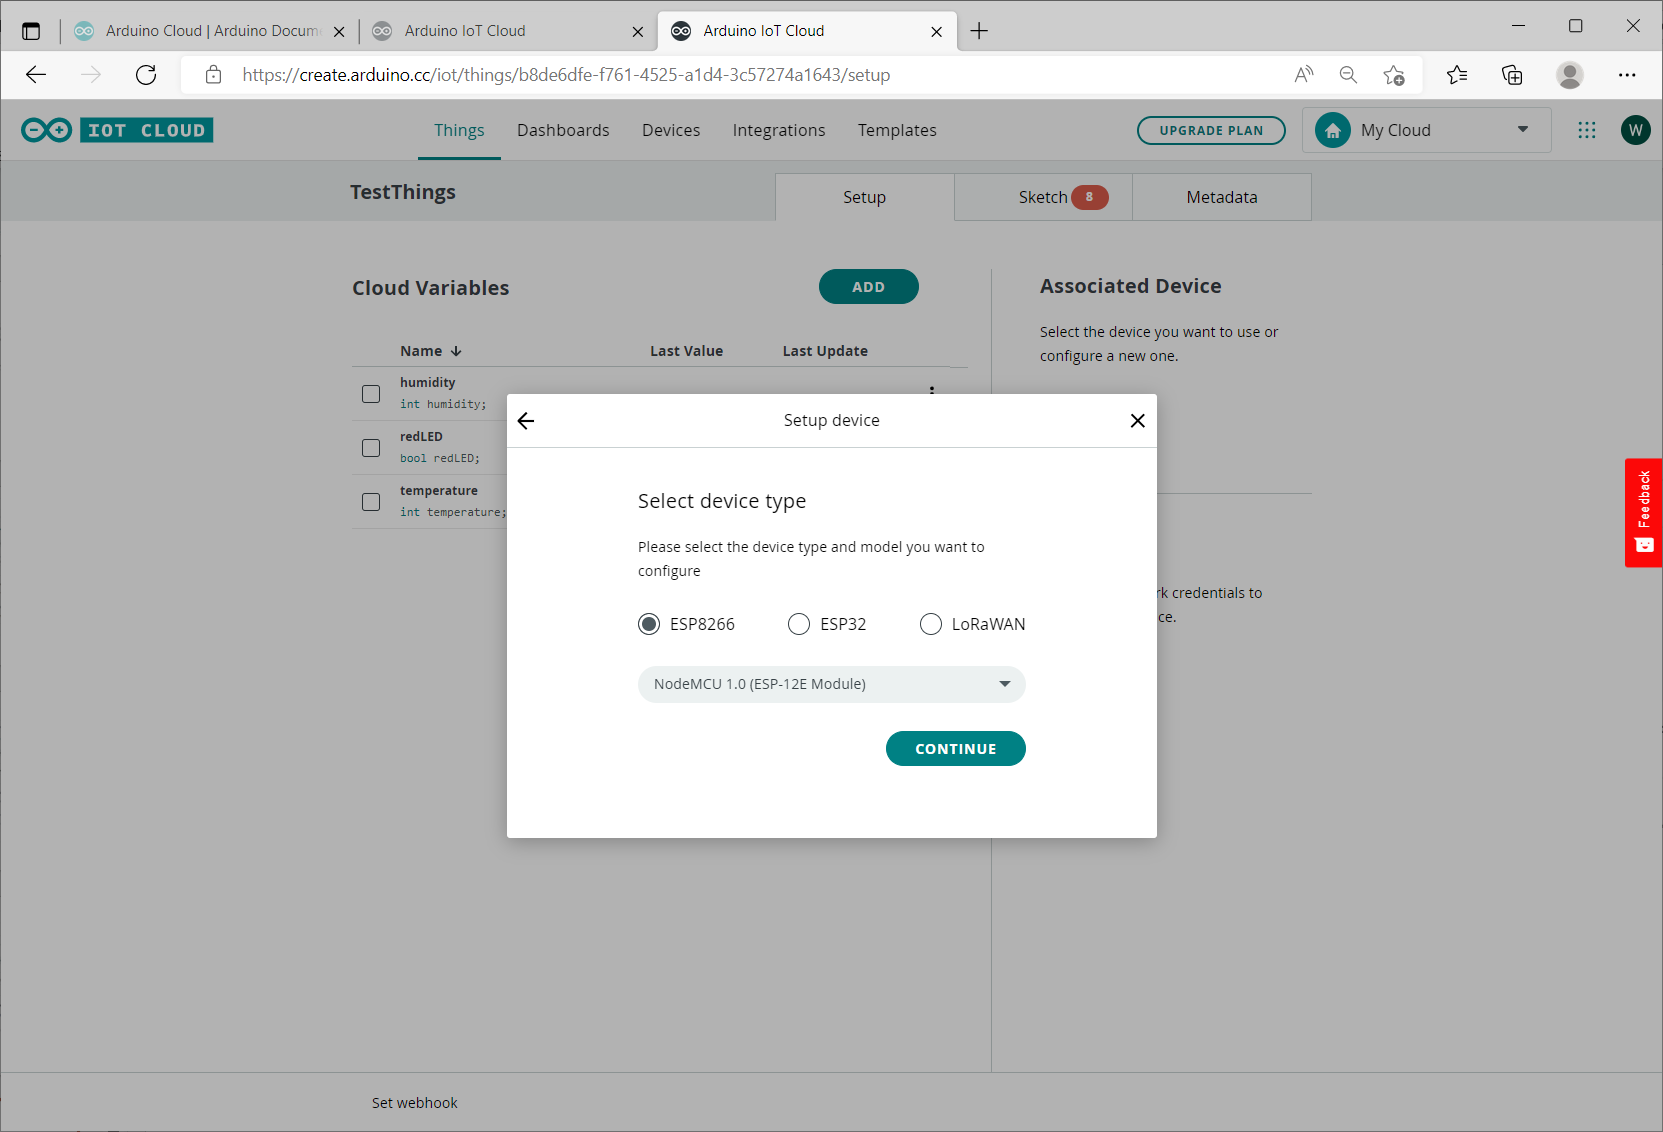 Arduino Cloud | Arduino Docum
Arduino IoT Cloud
Arduino IoT Cloud
https://create.arduino.cc/iot/things/b8de6dfe-f761-4525-a1d4-3c57274a1643/setup
IOT CLOUD
Things
Dashboards
Devices
Integrations
Templates
UPGRADE PLAN
My Cloud
W
TestThings
Setup
Sketch 8
Metadata
Cloud Variables
ADD
Associated Device
Select the device you want to use or
configure a new one.
Name
Last Value
Last Update
humidity
int humidity;
redLED
bool redLED;
temperature
int temperature;
Setup device
Select device type
Please select the device type and model you want to
configure
ESP8266
ESP32
LoRaWAN
NodeMCU 1.0 (ESP-12E Module)
CONTINUE
rk credentials to
ce.
Feedback
Set webhook